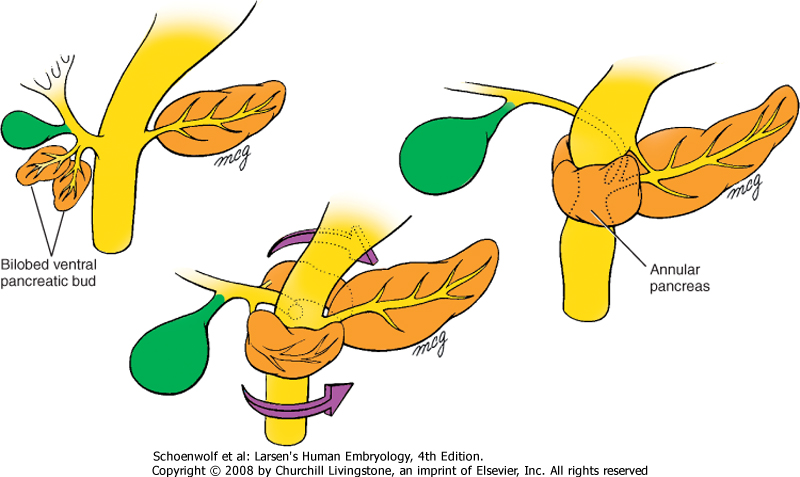 mcg
mcg
Bilobed ventral
pancreatic bud
Annular
pancreas
mcg
Schoenwolf et al: Larsen's Human Embryology, 4th Edition.
Copyright © 2008 by Churchill Livingstone, an imprint of Elsevier, Inc. All rights reserved